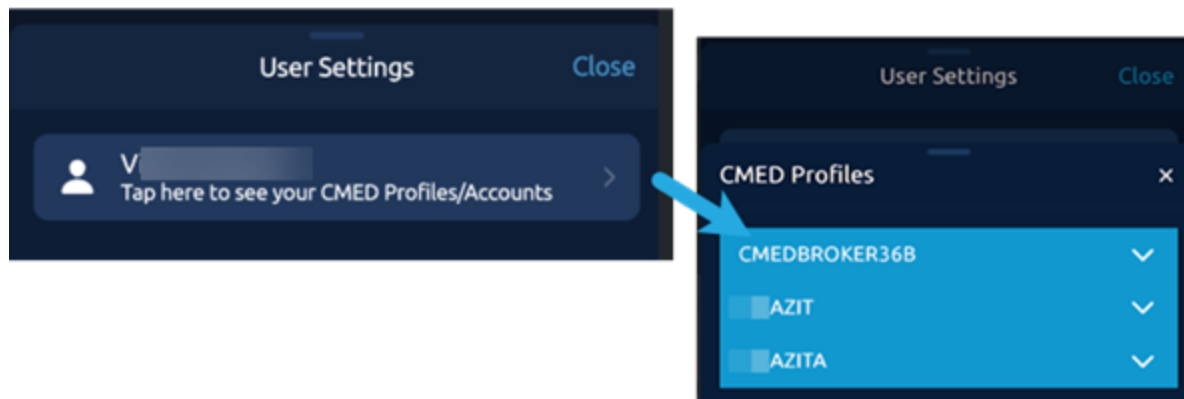 User Settings
Close
V
Tap here to see your CMED Profiles/Accounts
User Settings
Close
CMED Profiles
CMEDBROKER36B
AZIT
AZITA